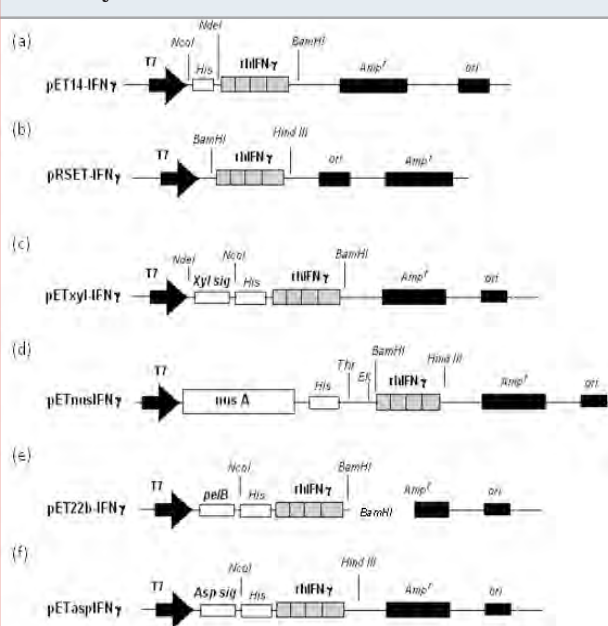 (a)
NcoI NdeI BamHI
T7 His rhIFNγ Ampʳ ori
pET14-IFNγ
(b)
BamHI Hind III
T7 rhIFNγ ori Ampʳ
pRSET-IFNγ
(c)
NdeI NcoI BamHI
T7 Xyl sig His rhIFNγ Ampʳ ori
pETxyl-IFNγ
(d)
Thr EK BamHI Hind III
T7 nus A His rhIFNγ Ampʳ ori
pETnusIFNγ
(e)
NcoI BamHI
T7 pelB His rhIFNγ BamHI Ampʳ ori
pET22b-IFNγ
(f)
NcoI Hind III
T7 Asp sig His rhIFNγ Ampʳ ori
pETaspIFNγ